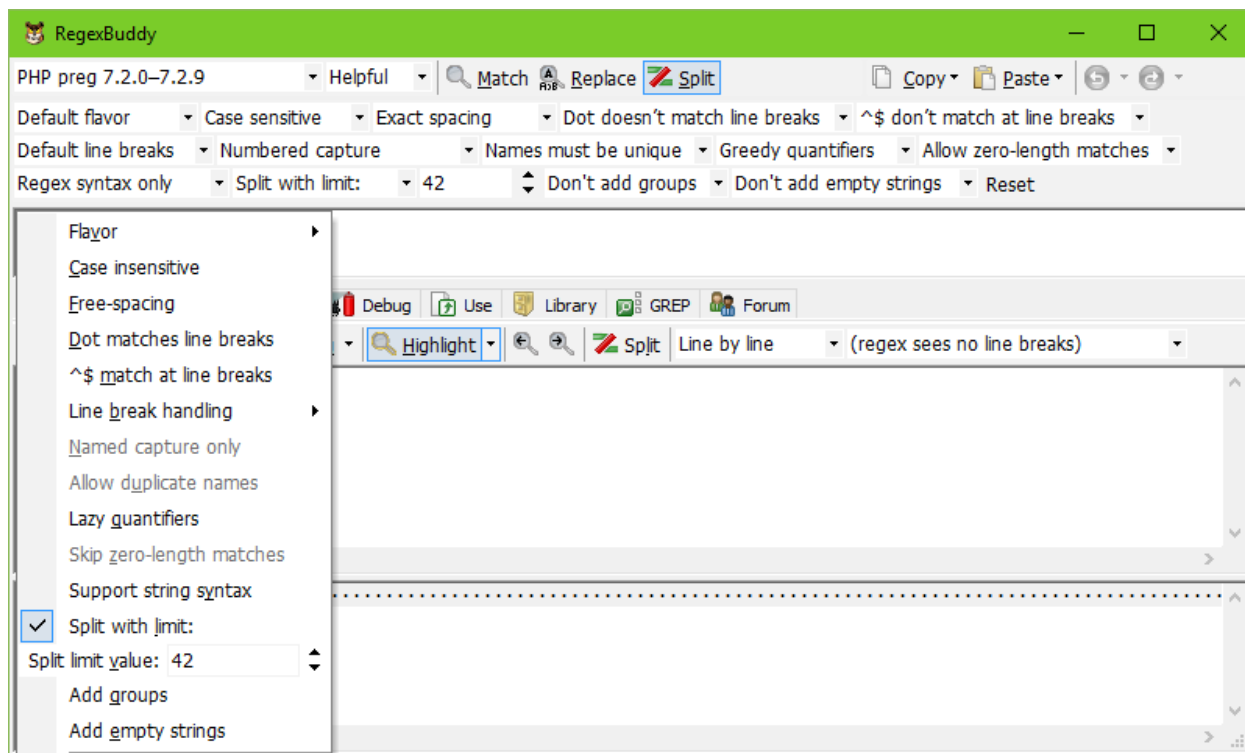 RegexBuddy
PHP preg 7.2.0–7.2.9 Helpful Match Replace Split Copy Paste
Default flavor Case sensitive Exact spacing Dot doesn’t match line breaks ^$ don’t match at line breaks
Default line breaks Numbered capture Names must be unique Greedy quantifiers Allow zero-length matches
Regex syntax only Split with limit: 42 Don't add groups Don't add empty strings Reset
Flavor
Case insensitive
Free-spacing
Debug Use Library GREP Forum
Dot matches line breaks
Highlight Split Line by line (regex sees no line breaks)
^$ match at line breaks
Line break handling
Named capture only
Allow duplicate names
Lazy quantifiers
Skip zero-length matches
Support string syntax
Split with limit:
Split limit value: 42
Add groups
Add empty strings